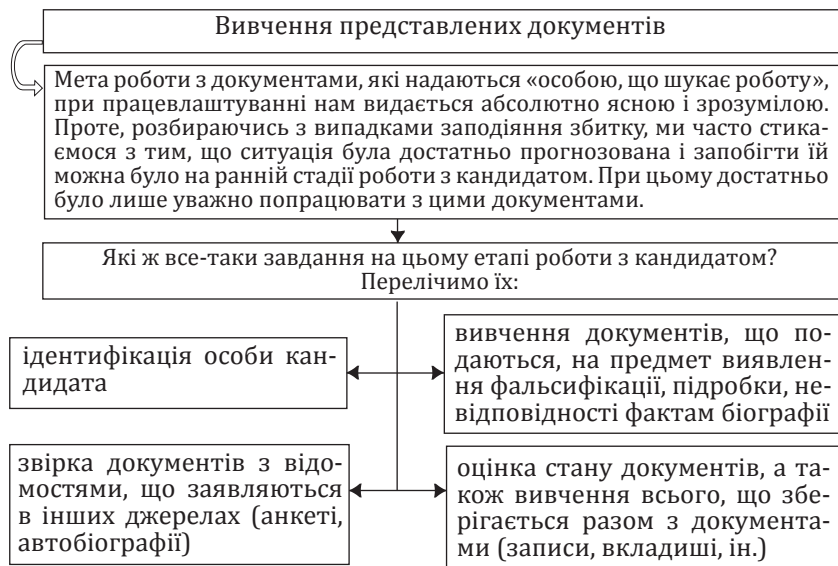 Вивчення представлених документів
Мета роботи з документами, які надаються «особою, що шукає роботу»,
при працевлаштуванні нам видається абсолютно ясною і зрозумілою.
Проте, розбираючись з випадками заподіяння збитку, ми часто стика-
ємося з тим, що ситуація була достатньо прогнозована і запобігти їй
можна було на ранній стадії роботи з кандидатом. При цьому достатньо
було лише уважно попрацювати з цими документами.
Які ж все-таки завдання на цьому етапі роботи з кандидатом?
Перелічимо їх:
ідентифікація особи кан-
дидата
вивчення документів, що по-
даються, на предмет виявлен-
ня фальсифікації, підробки, не-
відповідності фактам біографії
звірка документів з відо-
мостями, що заявляються
в інших джерелах (анкеті,
автобіографії)
оцінка стану документів, а та-
кож вивчення всього, що збе-
рігається разом з документа-
ми (записи, вкладиші, ін.)